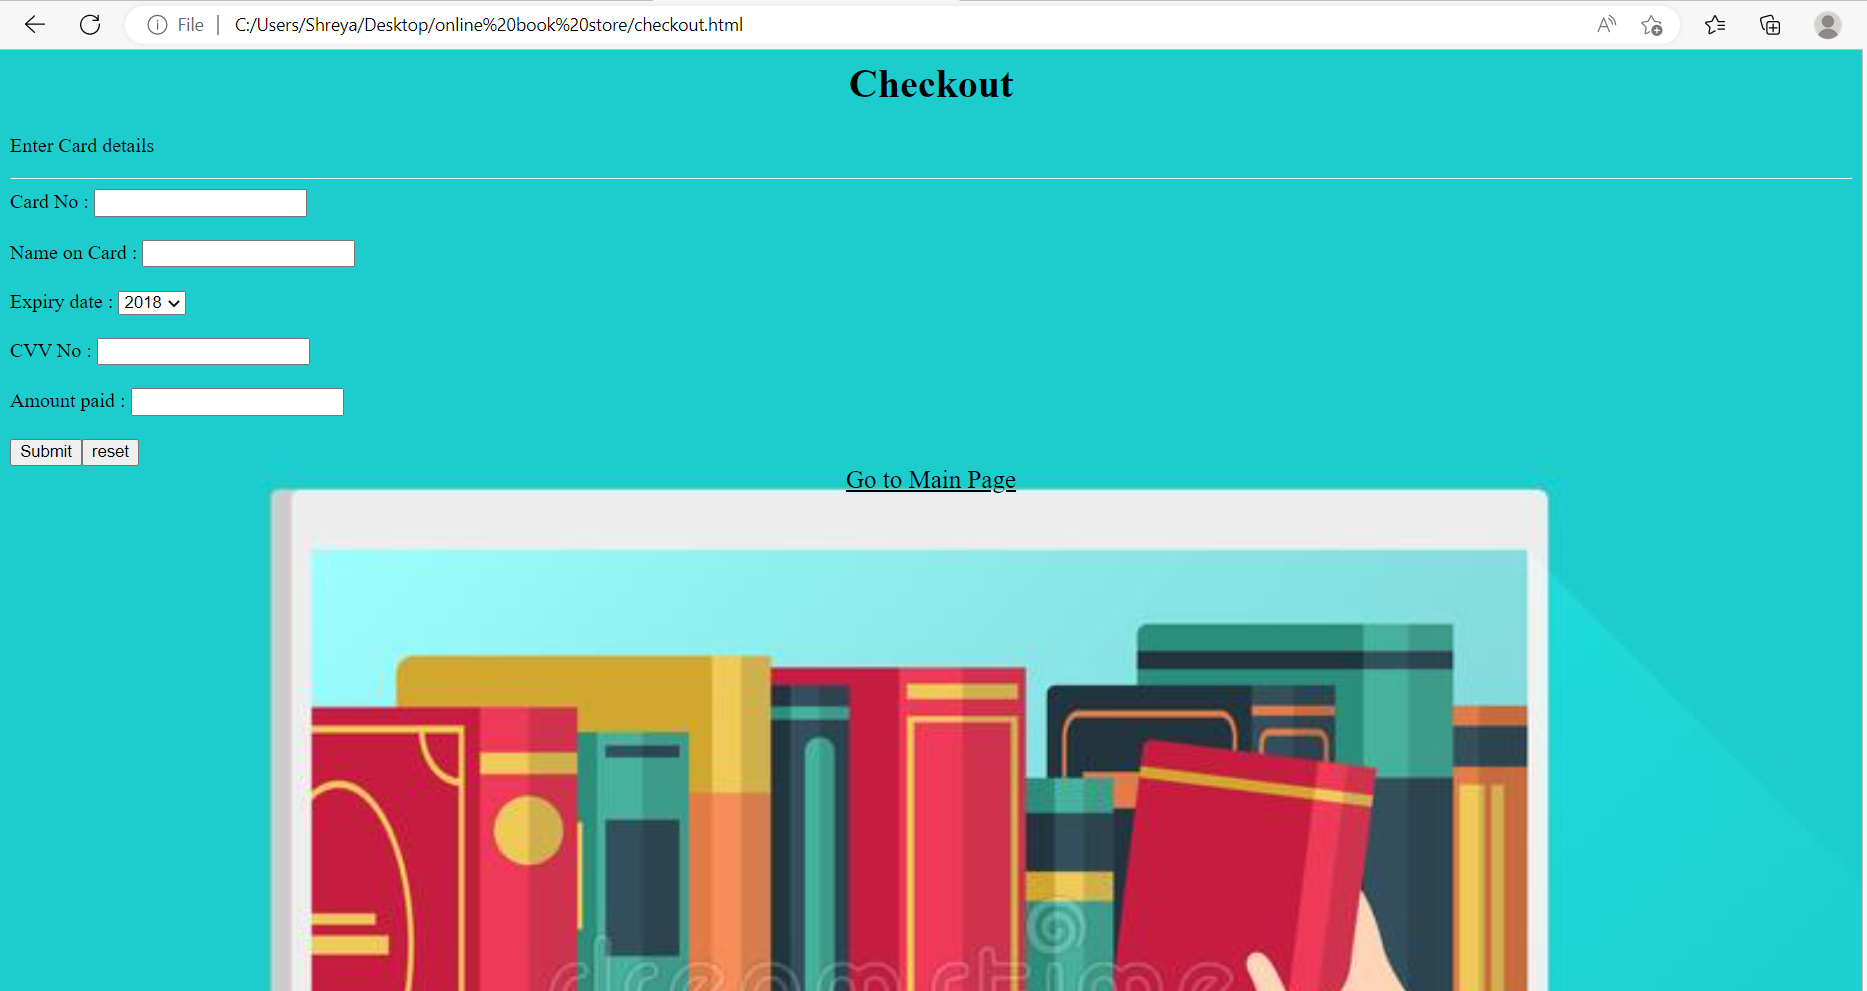 File | C:/Users/Shreya/Desktop/online%20book%20store/checkout.html
Checkout
Enter Card details
Card No :
Name on Card :
Expiry date : 2018
CVV No :
Amount paid :
Submit reset
Go to Main Page
dreamstime